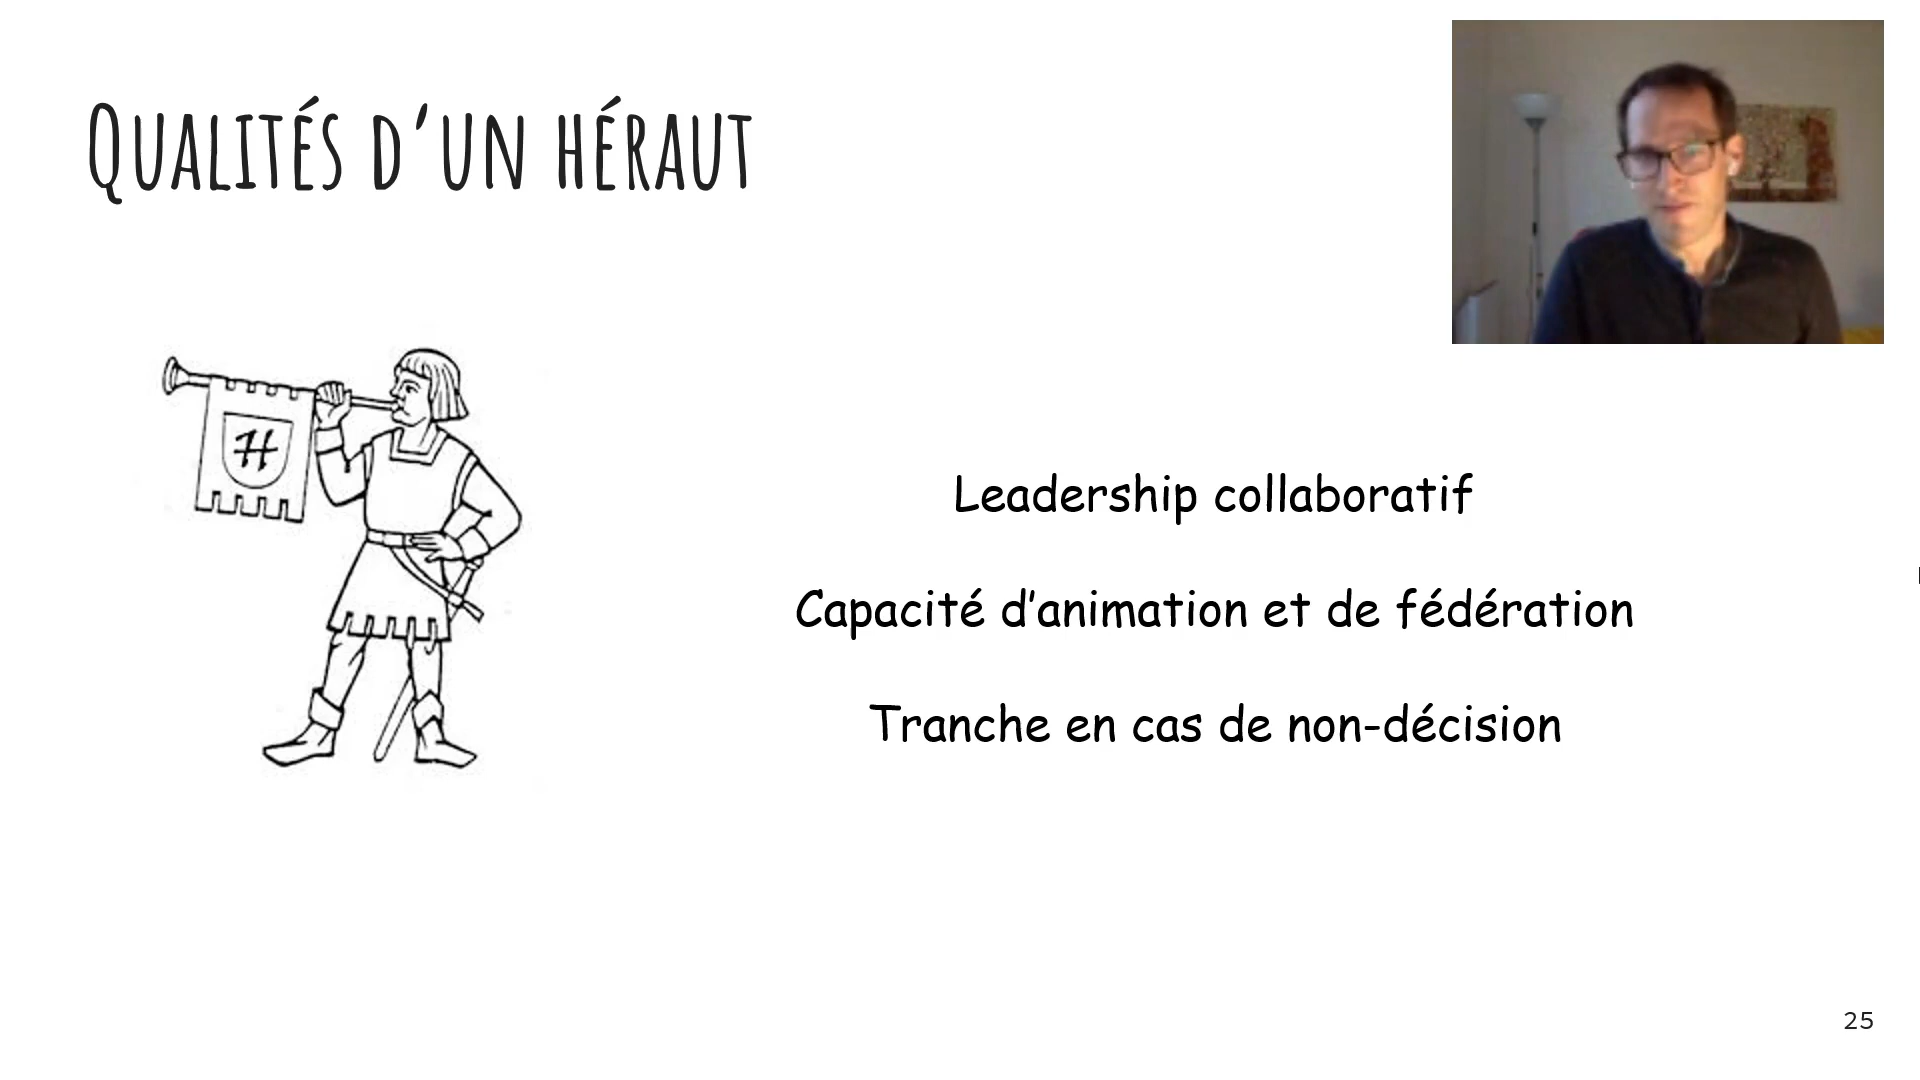 Qualités d’un héraut
H
Leadership collaboratif
Capacité d’animation et de fédération
Tranche en cas de non-décision
25